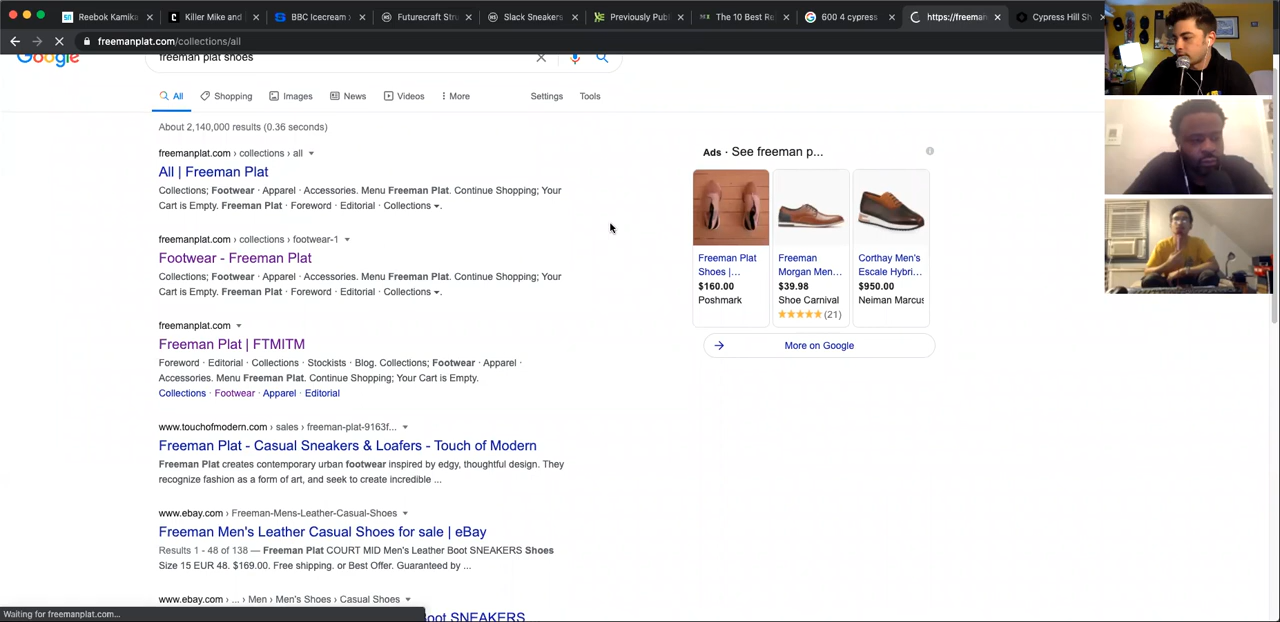 Reebok Kamika
Killer Mike and
BBC Icecream x
Futurecraft Stru
Slack Sneakers
Previously Publ
The 10 Best Re
600 4 cypress
https://freeman
Cypress Hill Sh
freemanplat.com/collections/all
Google
freeman plat shoes
All
Shopping
Images
News
Videos
More
Settings
Tools
About 2,140,000 results (0.36 seconds)
freemanplat.com › collections › all
All | Freeman Plat
Collections; Footwear · Apparel · Accessories. Menu Freeman Plat. Continue Shopping; Your
Cart is Empty. Freeman Plat · Foreword · Editorial · Collections
freemanplat.com › collections › footwear-1
Footwear - Freeman Plat
Collections; Footwear · Apparel · Accessories. Menu Freeman Plat. Continue Shopping; Your
Cart is Empty. Freeman Plat · Foreword · Editorial · Collections
freemanplat.com
Freeman Plat | FTMITM
Foreword · Editorial · Collections · Stockists · Blog. Collections; Footwear · Apparel ·
Accessories. Menu Freeman Plat. Continue Shopping; Your Cart is Empty.
Collections · Footwear · Apparel · Editorial
www.touchofmodern.com › sales › freeman-plat-9163f...
Freeman Plat - Casual Sneakers & Loafers - Touch of Modern
Freeman Plat creates contemporary urban footwear inspired by edgy, thoughtful design. They
recognize fashion as a form of art, and seek to create incredible ...
www.ebay.com › Freeman-Mens-Leather-Casual-Shoes
Freeman Men's Leather Casual Shoes for sale | eBay
Results 1 - 48 of 138 — Freeman Plat COURT MID Men's Leather Boot SNEAKERS Shoes
Size 15 EUR 48. $169.00. Free shipping. or Best Offer. Guaranteed by ...
www.ebay.com › ... › Men › Men's Shoes › Casual Shoes
oot SNEAKERS
Waiting for freemanplat.com...
Ads · See freeman p...
Freeman Plat
Shoes |...
$160.00
Poshmark
Freeman
Morgan Men...
$39.98
Shoe Carnival
(21)
Corthay Men's
Escale Hybri...
$950.00
Neiman Marcus
More on Google